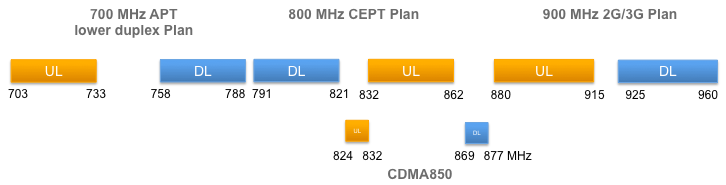 700 MHz APT
lower duplex Plan
800 MHz CEPT Plan
900 MHz 2G/3G Plan
UL
DL
DL
UL
UL
DL
703 733 758 788 791 821 832 862 880 915 925 960
UL
DL
824 832 869 877 MHz
CDMA850